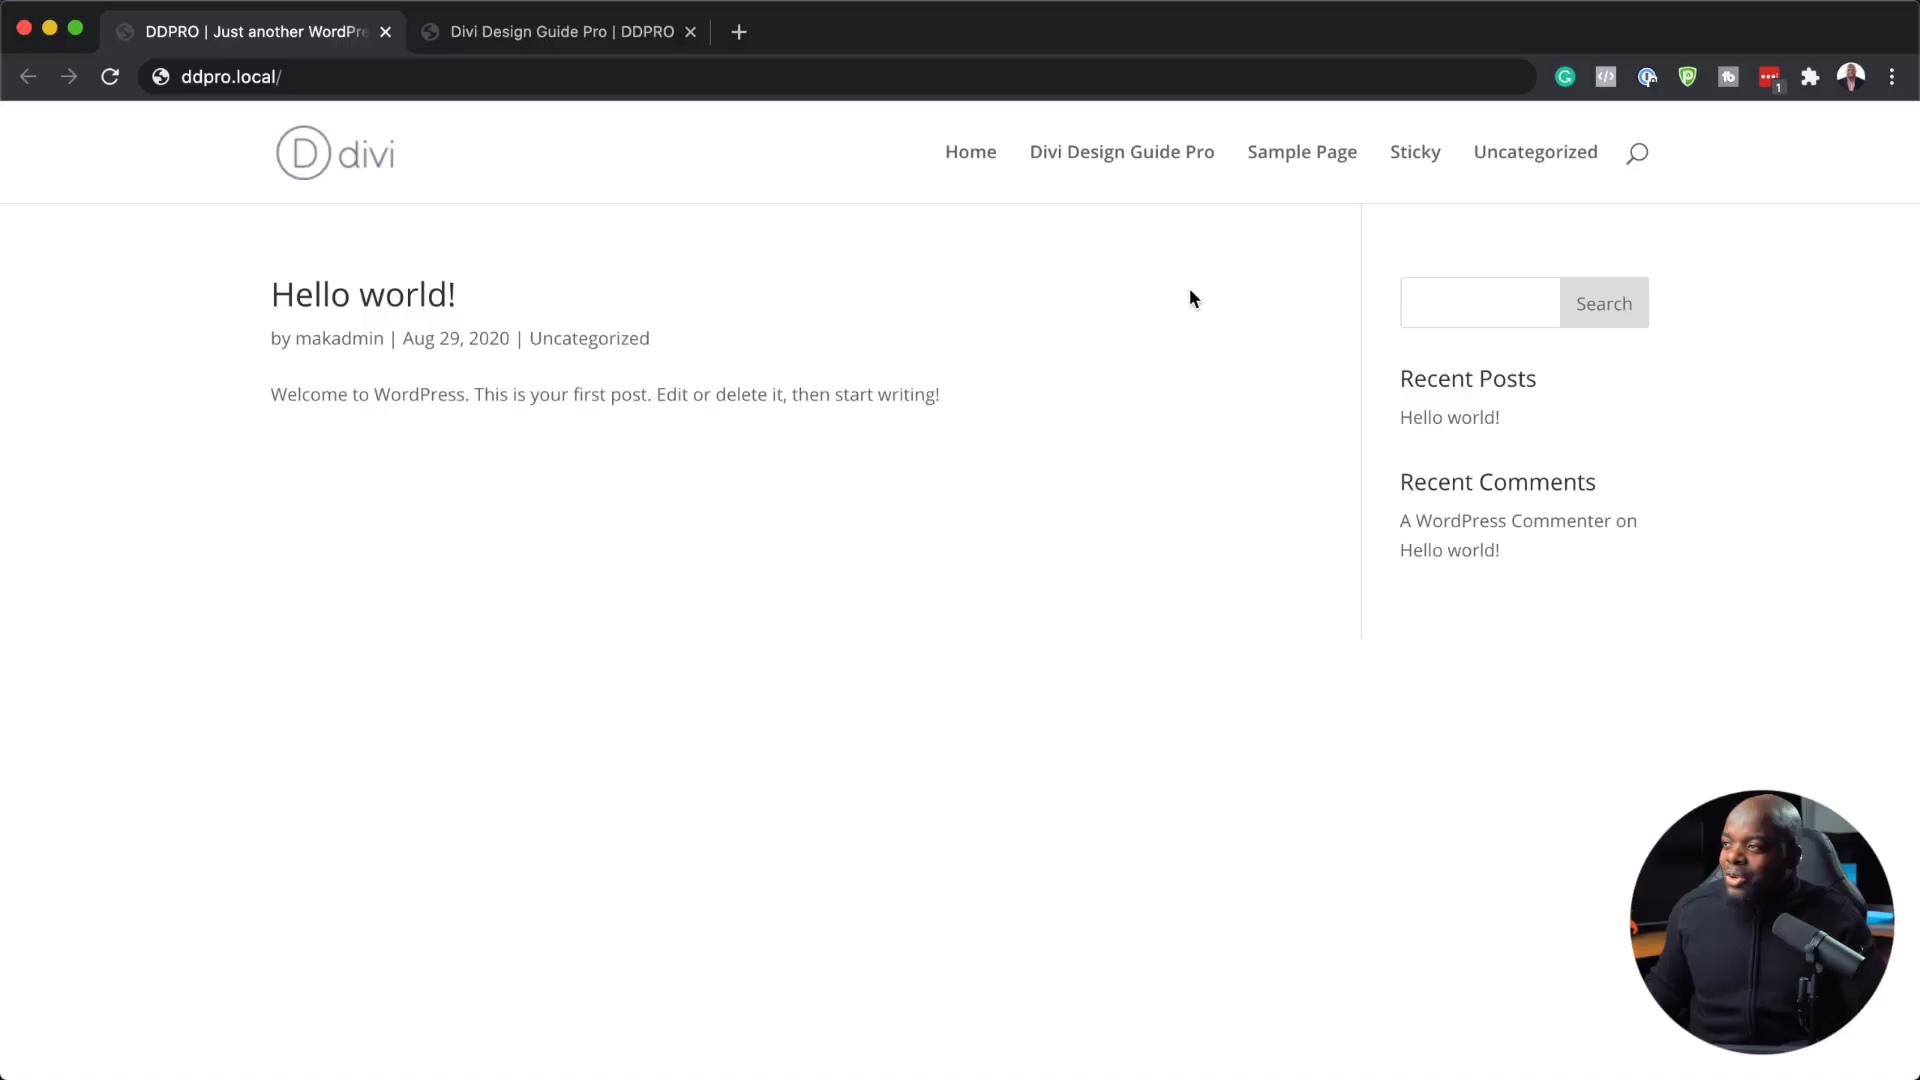 DDPRO | Just another WordPre
Divi Design Guide Pro | DDPRO
ddpro.local/
1
D divi
Home
Divi Design Guide Pro
Sample Page
Sticky
Uncategorized
Hello world!
by makadmin | Aug 29, 2020 | Uncategorized
Welcome to WordPress. This is your first post. Edit or delete it, then start writing!
Search
Recent Posts
Hello world!
Recent Comments
A WordPress Commenter on
Hello world!